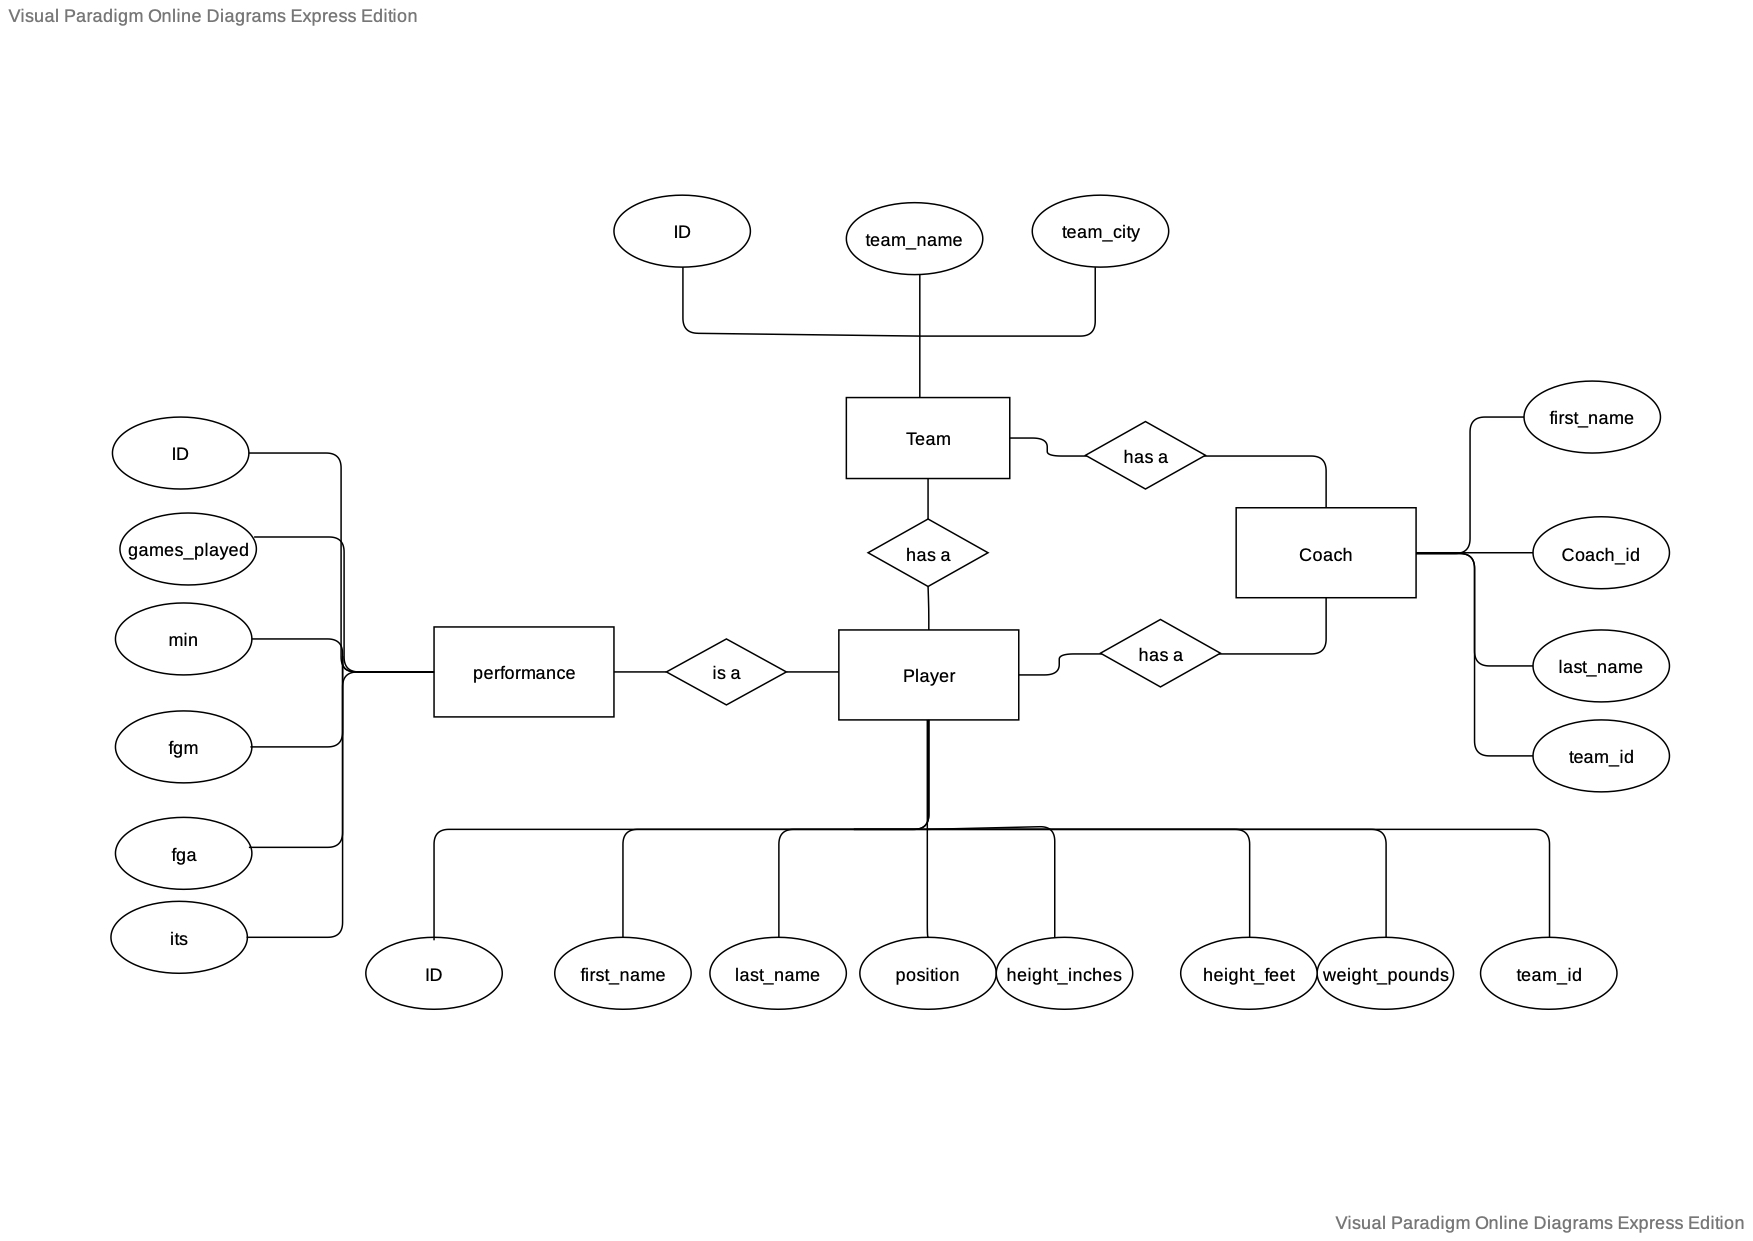 Visual Paradigm Online Diagrams Express Edition
ID
team_name
team_city
Team
has a
first_name
Coach
Coach_id
last_name
team_id
has a
has a
Player
is a
performance
ID
games_played
min
fgm
fga
its
ID
first_name
last_name
position
height_inches
height_feet
weight_pounds
team_id
Visual Paradigm Online Diagrams Express Edition